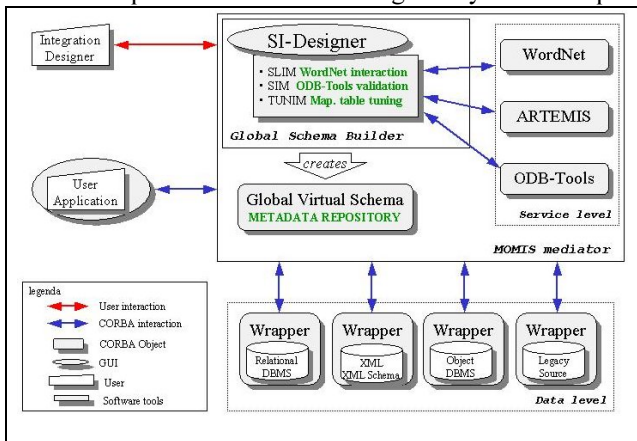 Integration
Designer
SI-Designer
• SLIM WordNet interaction
• SIM ODB-Tools validation
• TUNIM Map. table tuning
Global Schema Builder
WordNet
ARTEMIS
ODB-Tools
Service level
creates
User
Application
Global Virtual Schema
METADATA REPOSITORY
MOMIS mediator
legenda
User interaction
CORBA interaction
CORBA Object
GUI
User
Software tools
Wrapper
Relational
DBMS
Wrapper
XML
XML Schema
Wrapper
Object
DBMS
Wrapper
Legacy
Source
Data level